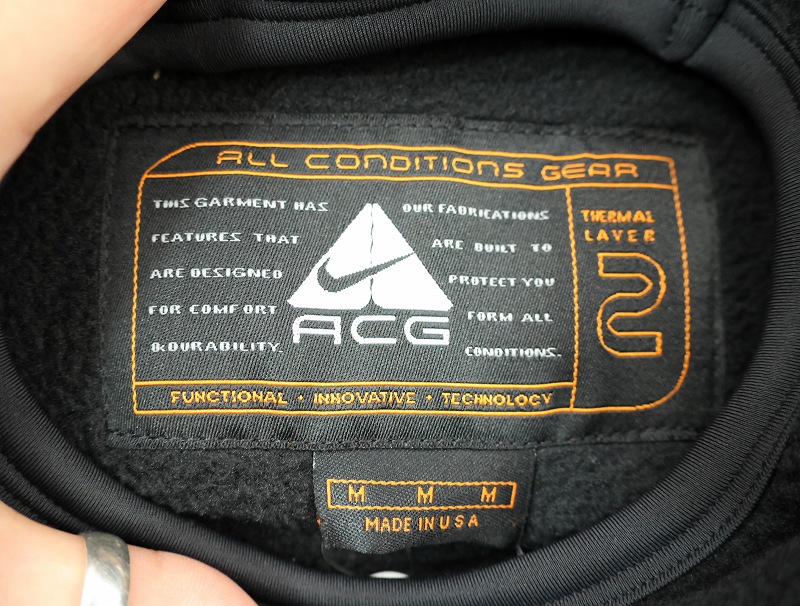 ALL CONDITIONS GEAR
THIS GARMENT HAS
FEATURES THAT
ARE DESIGNED
FOR COMFORT
& DURABILITY.
ACG
OUR FABRICATIONS
ARE BUILT TO
PROTECT YOU
FORM ALL
CONDITIONS.
THERMAL
LAYER
2
FUNCTIONAL · INNOVATIVE · TECHNOLOGY
M M M
MADE IN USA